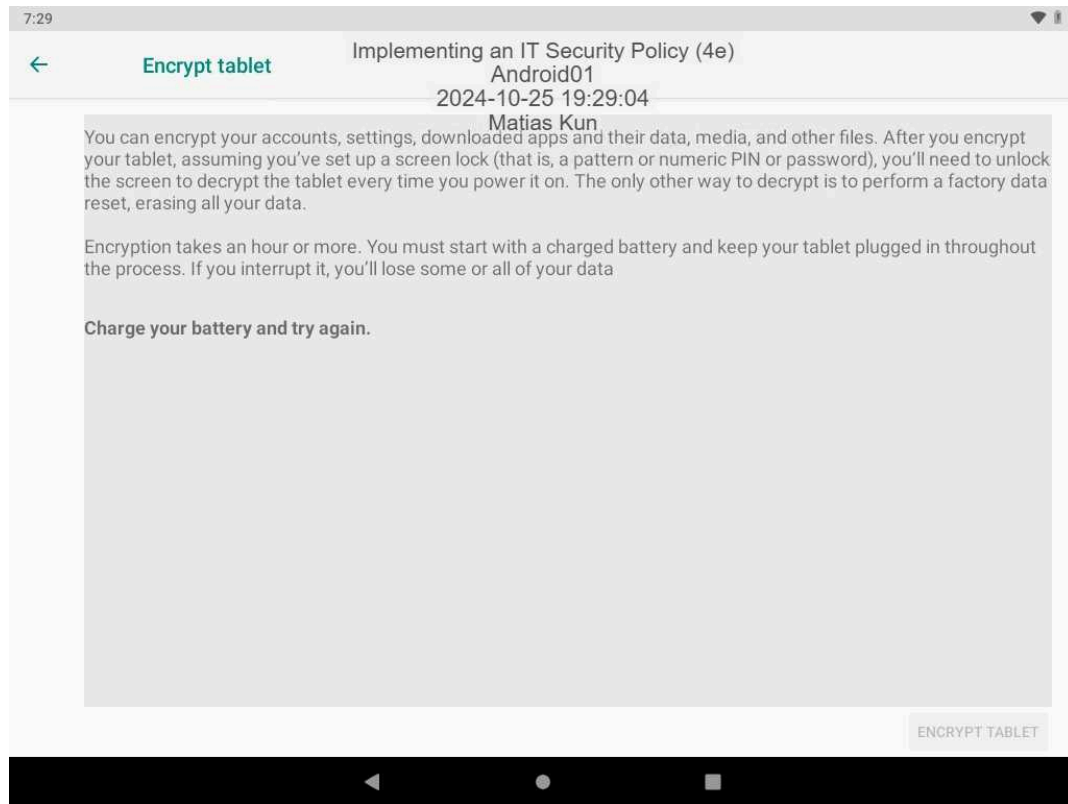 7:29
Encrypt tablet
Implementing an IT Security Policy (4e)
Android01
2024-10-25 19:29:04
Matias Kun
You can encrypt your accounts, settings, downloaded apps and their data, media, and other files. After you encrypt
your tablet, assuming you've set up a screen lock (that is, a pattern or numeric PIN or password), you'll need to unlock
the screen to decrypt the tablet every time you power it on. The only other way to decrypt is to perform a factory data
reset, erasing all your data.
Encryption takes an hour or more. You must start with a charged battery and keep your tablet plugged in throughout
the process. If you interrupt it, you'll lose some or all of your data
Charge your battery and try again.
ENCRYPT TABLET